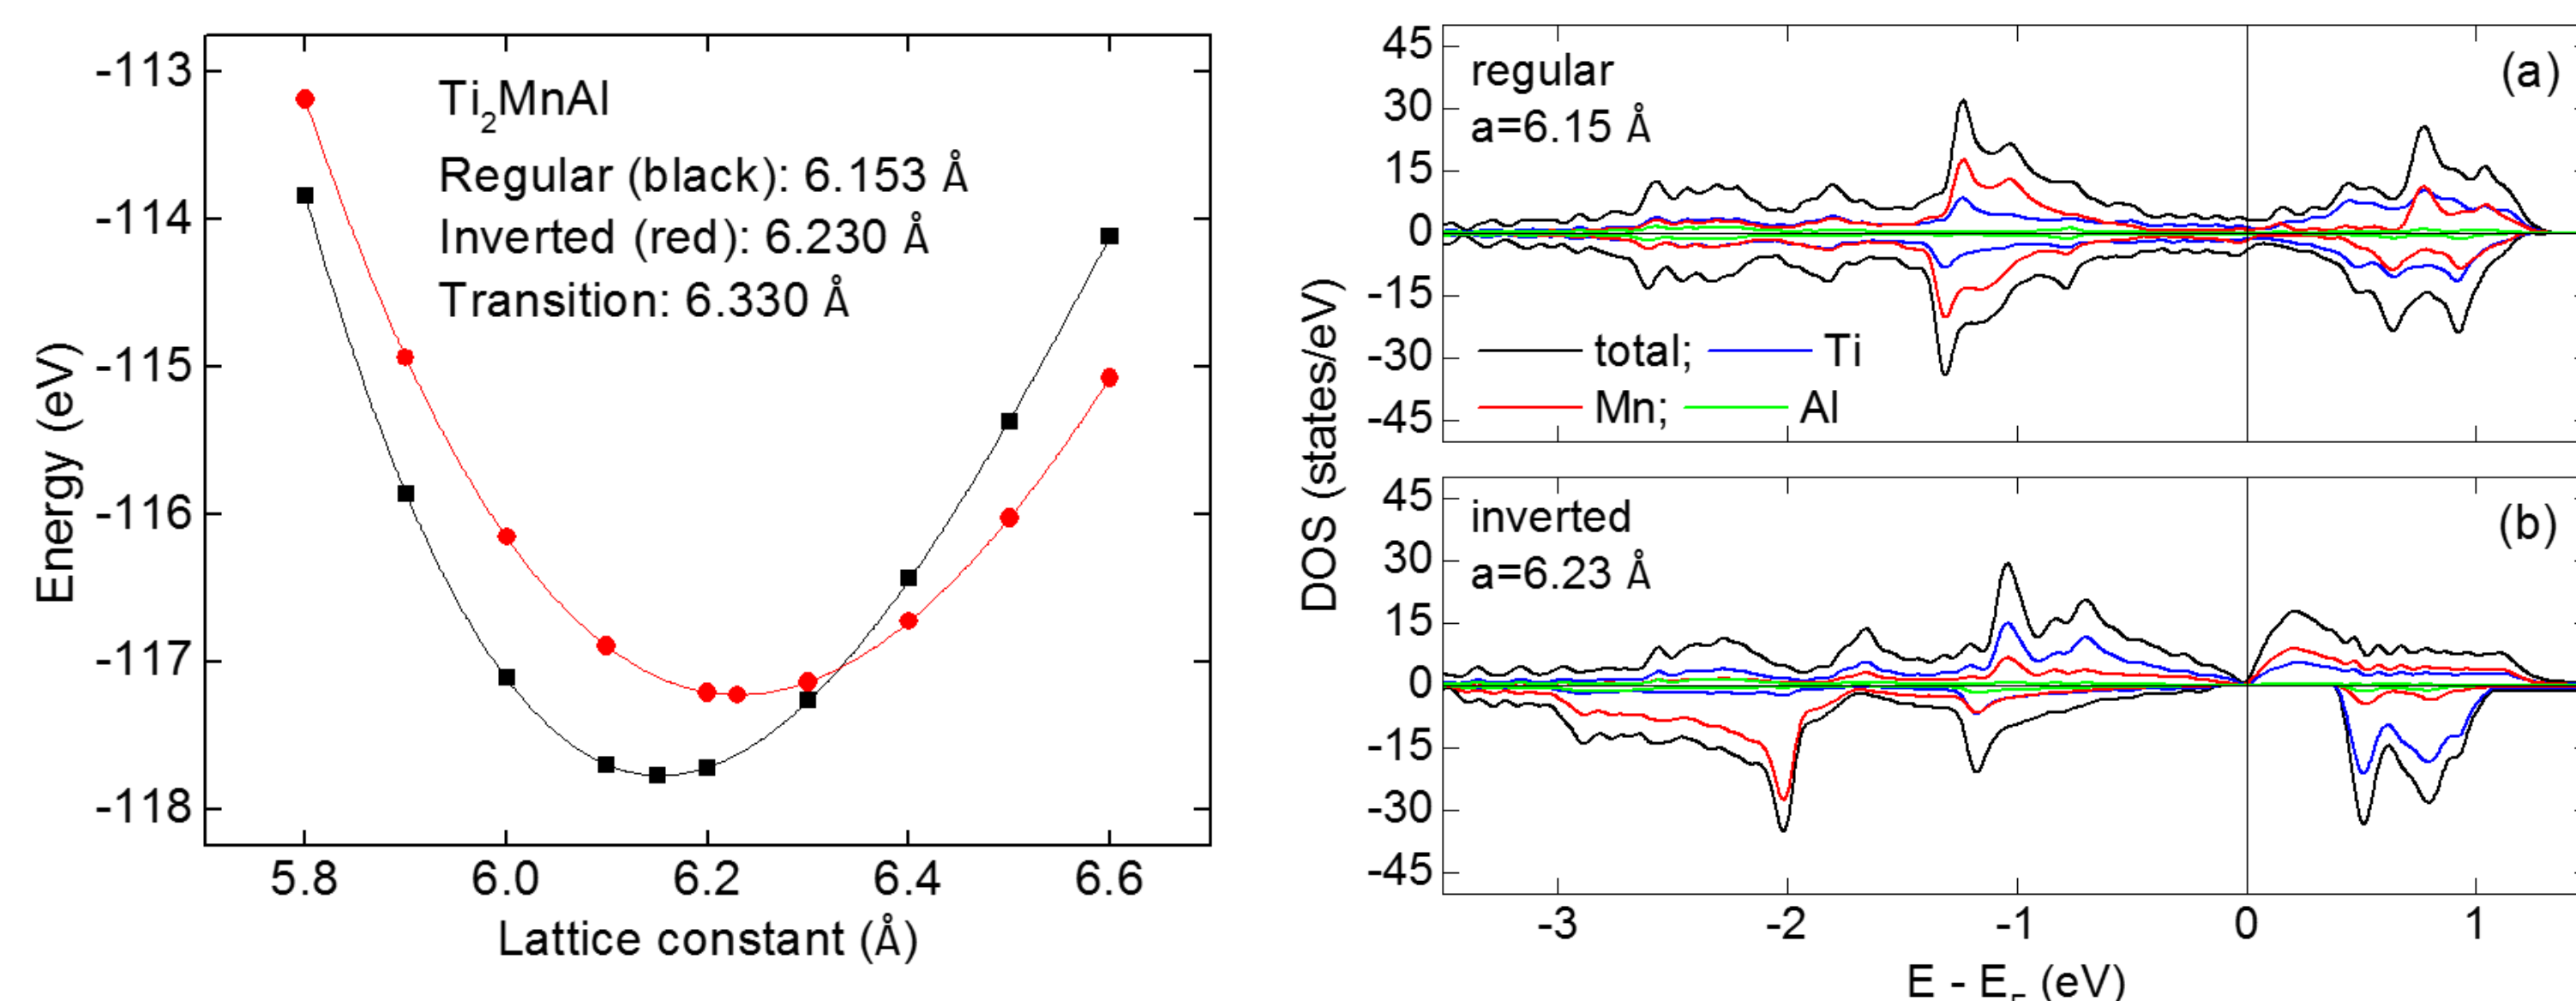 Ti2MnAl
Regular (black): 6.153 Å
Inverted (red): 6.230 Å
Transition: 6.330 Å
Energy (eV)
-113
-114
-115
-116
-117
-118
5.8 6.0 6.2 6.4 6.6
Lattice constant (Å)
DOS (states/eV)
45
30
15
0
-15
-30
-45
regular
a=6.15 Å
(a)
total; Ti
Mn; Al
45
30
15
0
-15
-30
-45
inverted
a=6.23 Å
(b)
-3 -2 -1 0 1
E - EF (eV)